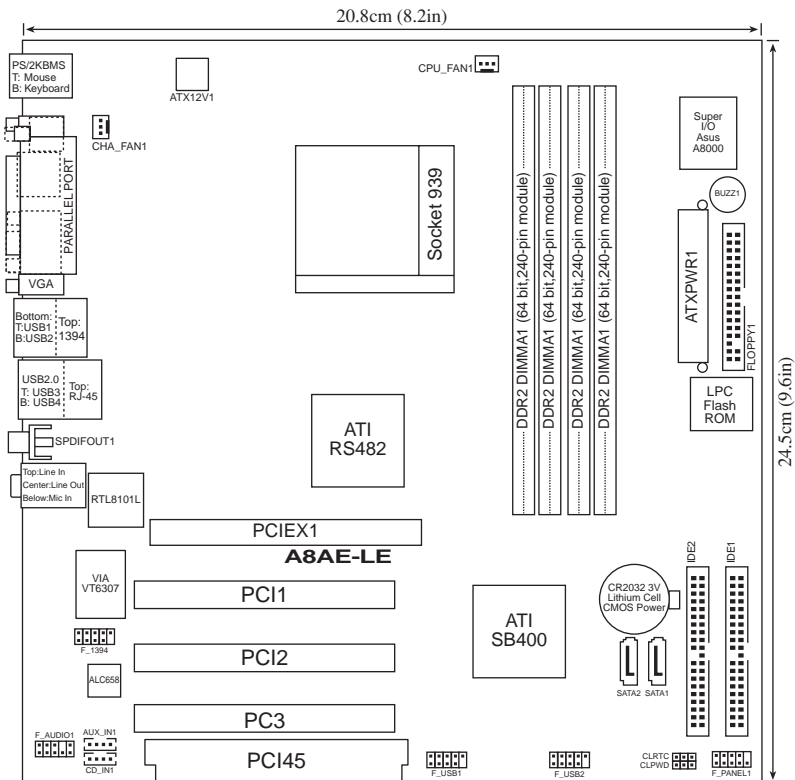 20.8cm (8.2in)
PS/2KBMS
T: Mouse
B: Keyboard
ATX12V1
CPU_FAN1
CHA_FAN1
Super
I/O
Asus
A8000
BUZZ1
PARALLEL PORT
Socket 939
DDR2 DIMMA1 (64 bit,240-pin module)
DDR2 DIMMA1 (64 bit,240-pin module)
DDR2 DIMMA1 (64 bit,240-pin module)
DDR2 DIMMA1 (64 bit,240-pin module)
ATXPWR1
FLOPPY1
24.5cm (9.6in)
VGA
Bottom:
T:USB1
B:USB2
Top:
1394
USB2.0
T: USB3
B: USB4
Top:
RJ-45
LPC
Flash
ROM
ATI
RS482
SPDIFOUT1
Top:Line In
Center:Line Out
Below:Mic In
RTL8101L
PCIEX1
A8AE-LE
IDE2
IDE1
VIA
VT6307
PCI1
CR2032 3V
Lithium Cell
CMOS Power
ATI
SB400
F_1394
PCI2
ALC658
SATA2
SATA1
PC3
F_AUDIO1
AUX_IN1
CD_IN1
PCI45
F_USB1
F_USB2
CLRTC
CLPWD
F_PANEL1